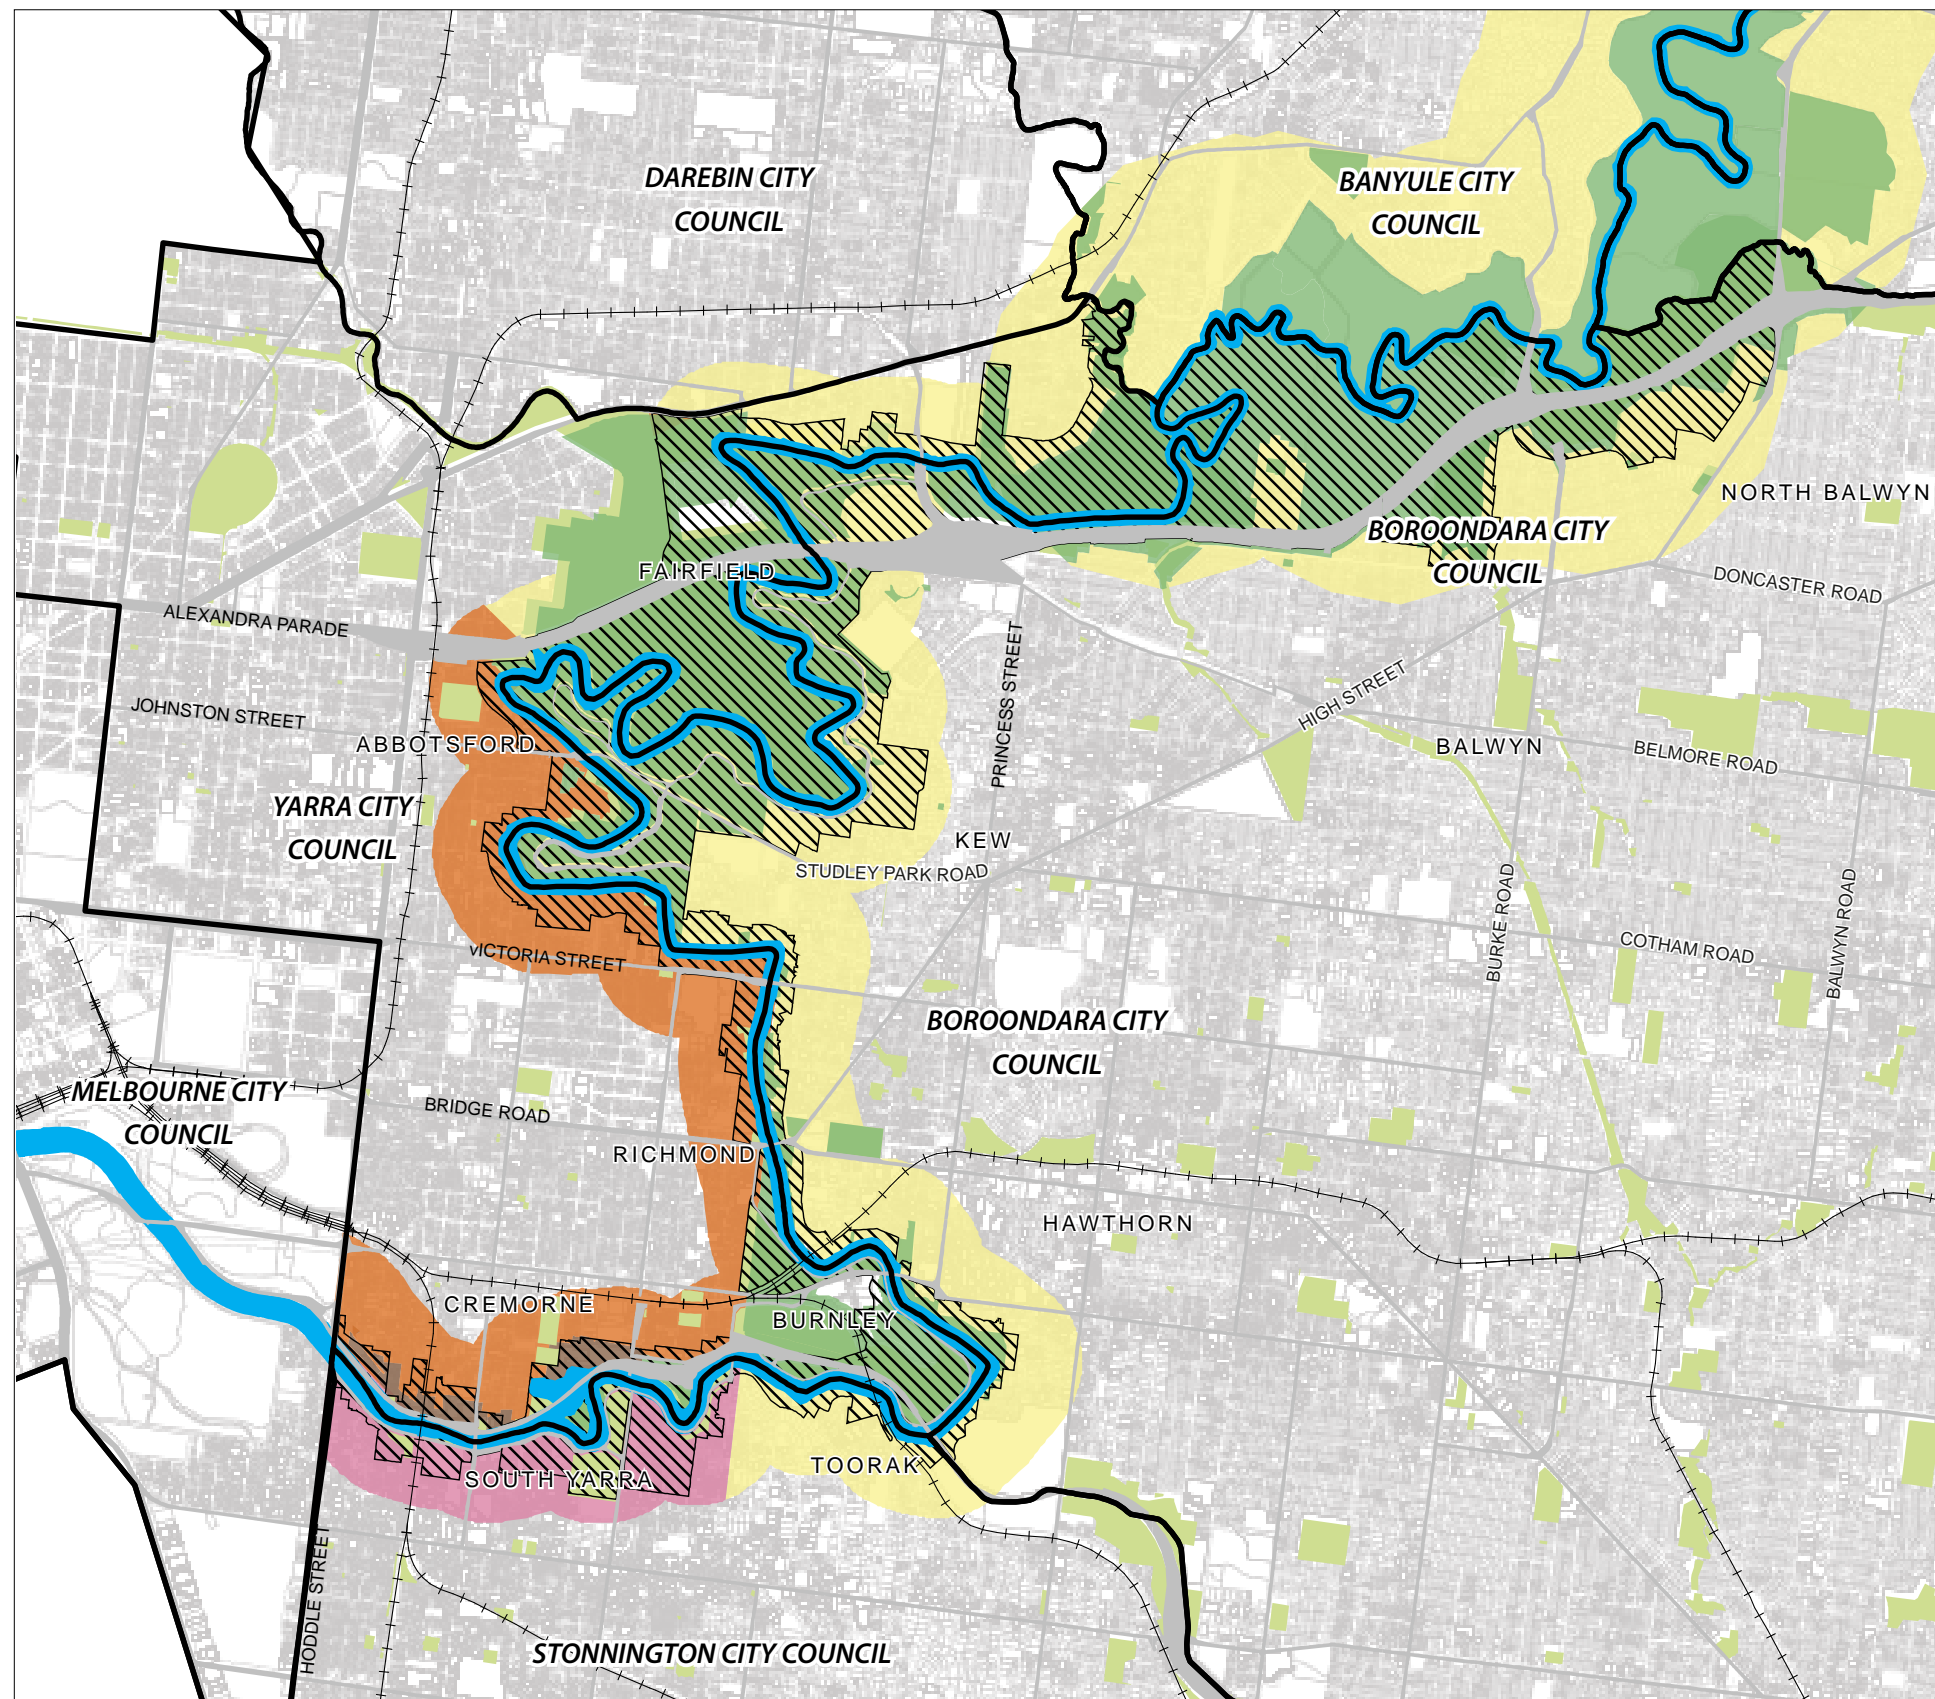 DAREBIN CITY
COUNCIL
BANYULE CITY
COUNCIL
NORTH BALWYN
BOROONDARA CITY
COUNCIL
FAIRFIELD
DONCASTER ROAD
ALEXANDRA PARADE
PRINCESS STREET
HIGH STREET
JOHNSTON STREET
ABBOTSFORD
BALWYN
BELMORE ROAD
YARRA CITY
COUNCIL
KEW
STUDLEY PARK ROAD
BURKE ROAD
BALWYN ROAD
COTHAM ROAD
vICTORIA STREET
BOROONDARA CITY
COUNCIL
MELBOURNE CITY
COUNCIL
BRIDGE ROAD
RICHMOND
HAWTHORN
CREMORNE
BURNLEY
TOORAK
SOUTH YARRA
HODDLE STREET
STONNINGTON CITY COUNCIL